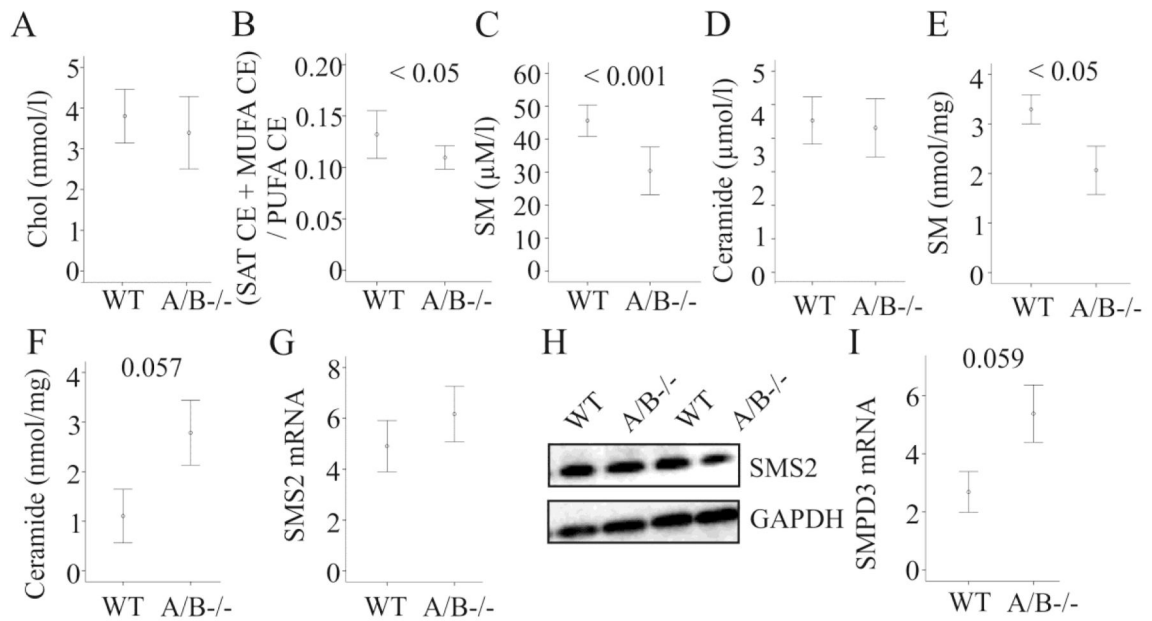 A
Chol (mmol/l)
5
4
3
2
1
0
WT A/B-/-
B
(SAT CE + MUFA CE)
/ PUFA CE
0.20
0.15
0.10
0.05
0
< 0.05
WT A/B-/-
C
SM (µM/l)
60
50
40
30
20
10
0
< 0.001
WT A/B-/-
D
Ceramide (µmol/l)
5
4
3
2
1
0
WT A/B-/-
E
SM (nmol/mg)
4
3
2
1
0
< 0.05
WT A/B-/-
F
Ceramide (nmol/mg)
4
3
2
1
0
0.057
WT A/B-/-
G
SMS2 mRNA
8
6
4
2
0
WT A/B-/-
H
WT A/B-/- WT A/B-/-
SMS2
GAPDH
I
SMPD3 mRNA
6
4
2
0
0.059
WT A/B-/-